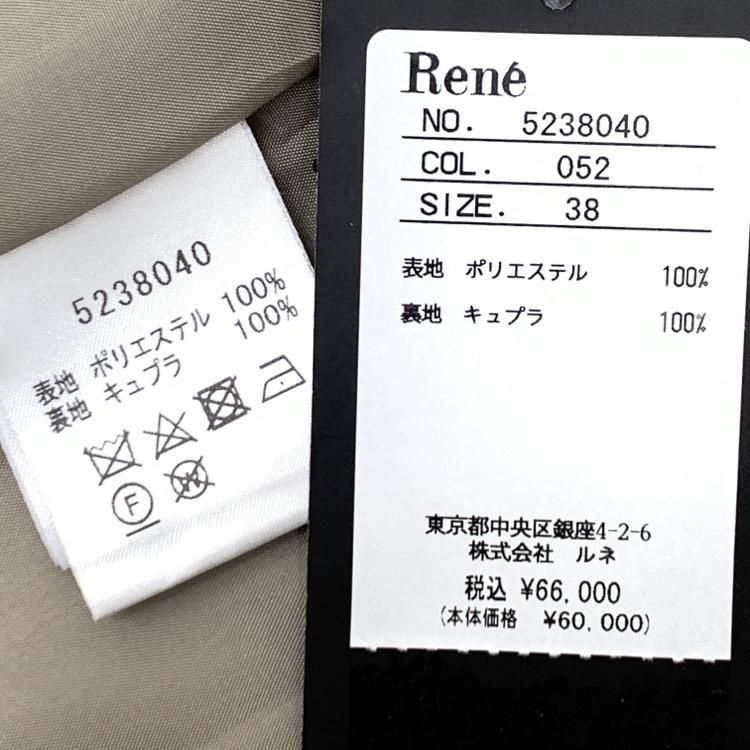 5238040
表地 ポリエステル 100%
裏地 キュプラ 100%
F
W
René
NO. 5238040
COL. 052
SIZE. 38
表地 ポリエステル 100%
裏地 キュプラ 100%
東京都中央区銀座4-2-6
株式会社 ルネ
税込 ¥66,000
(本体価格 ¥60,000)